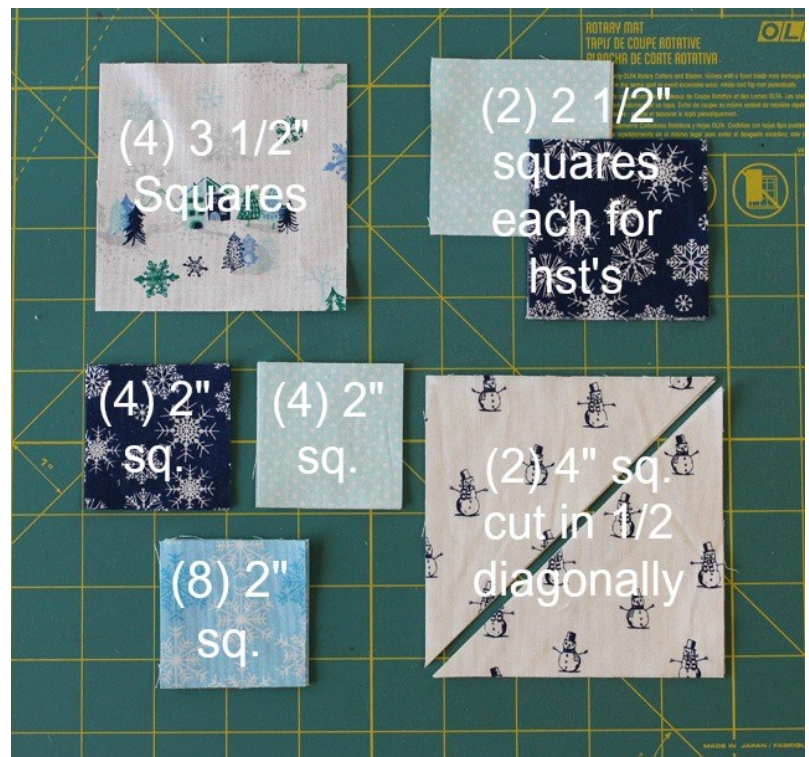 ROTARY MAT
TAPIS DE COUPE ROTATIVE
PLANCHA DE CORTE ROTATIVA
(4) 3 1/2"
Squares
(2) 2 1/2"
squares
each for
hst's
(4) 2"
sq.
(4) 2"
sq.
(2) 4" sq.
cut in 1/2
diagonally
(8) 2"
sq.
MADE IN JAPAN /